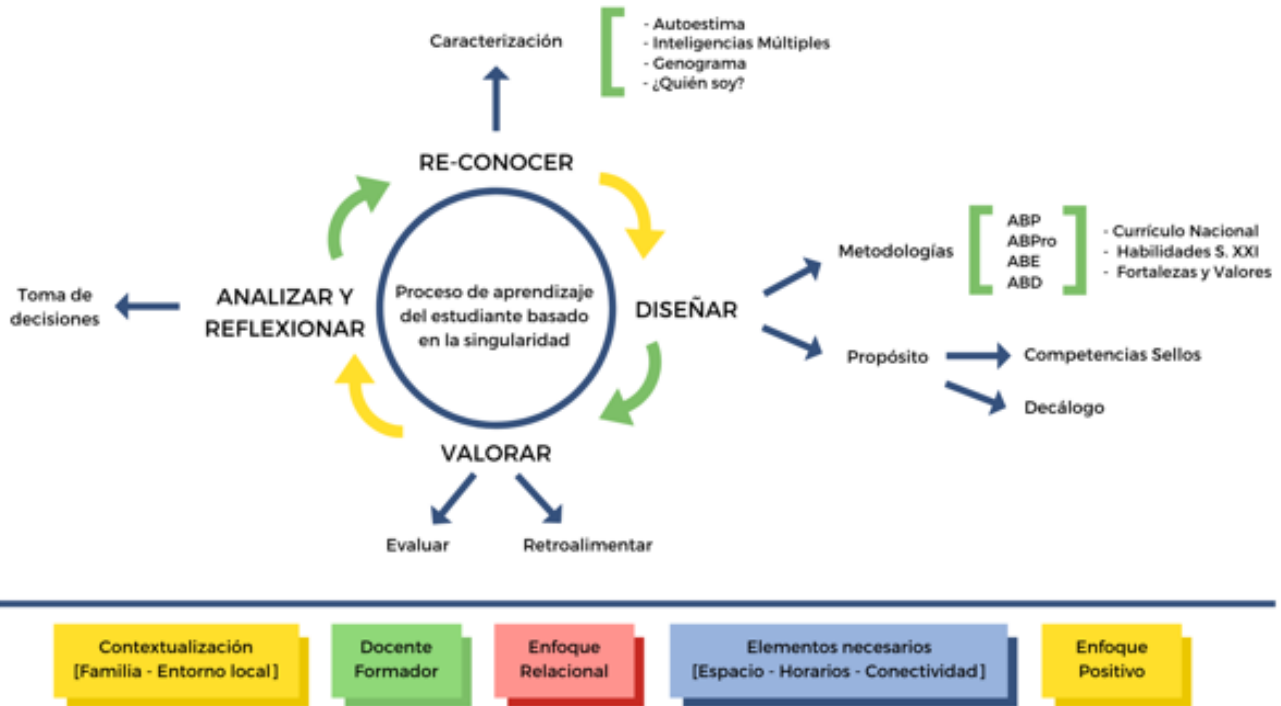 Caracterización
- Autoestima
- Inteligencias Múltiples
- Genograma
- ¿Quién soy?
RE-CONOCER
Proceso de aprendizaje
del estudiante basado
en la singularidad
DISEÑAR
Metodologías
ABP
ABPro
ABE
ABD
- Currículo Nacional
- Habilidades S. XXI
- Fortalezas y Valores
Propósito
Competencias Sellos
Decálogo
VALORAR
Evaluar
Retroalimentar
ANALIZAR Y
REFLEXIONAR
Toma de
decisiones
Contextualización
[Familia - Entorno local]
Docente
Formador
Enfoque
Relacional
Elementos necesarios
[Espacio - Horarios - Conectividad]
Enfoque
Positivo